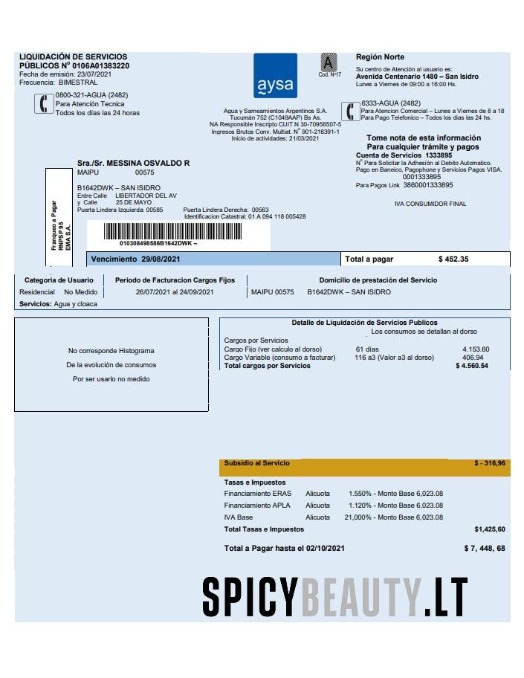 LIQUIDACIÓN DE SERVICIOS
PÚBLICOS Nº 0106A01383220
Fecha de emisión: 23/07/2021
Frecuencia: BIMESTRAL
0800-321-AGUA (2482)
Para Atención Tecnica
Todos los días las 24 horas
aysa
A
Cod. Nº17
Agua y Saneamientos Argentinos S.A.
Tucumán 752 (C1049AAP) Bs As.
NA Responsible Inscripto CUIT N 30-70956507-5
Ingresos Brutos Conv. Multiat. Nº 901-218391-1
Inicio de actividades: 21/03/2021
Región Norte
Su centro de Atención al usuario es:
Avenida Centenario 1480 – San Isidro
Lunes a Viernes de 09:00 a 16:00 Hs.
6333-AGUA (2482)
Para Atencion Comercial – Lunes a Viernes de 8 a 18
Para Pago Telefonico – Todos los dias las 24 hs.
Tome nota de esta información
Para cualquier trámite y pagos
Cuenta de Servicios 1333895
Nº Para Solicitar la Adhesión al Debito Automatico.
Pago en Baneico, Pagophone y Servicios Pagos VISA.
0001333895
Para Pagos Link 3860001333895
IVA CONSUMIDOR FINAL
Sra./Sr. MESSINA OSVALDO R
MAIPU 00575
B1642DWK – SAN ISIDRO
Entre Calle LIBERTADOR DEL AV
y Calle 25 DE MAYO
Puerta Lindera Izquierda: 00585 Puerta Lindera Derecha: 00563
Identificacion Catastral: 01 A 094 118 005426
Franqueo a Pagar
EMA S.A.
010308498586B1642DWK –
Vencimiento 29/08/2021 Total a pagar $ 452.35
Categoría de Usuario Periodo de Facturacion Cargos Fijos Domicilio de prestación del Servicio
Residencial No Medido 26/07/2021 al 24/09/2021 MAIPU 00575 B1642DWK – SAN ISIDRO
Servicios: Agua y cloaca
No corresponde Histograma
De la evolución de consumos
Por ser usarlo no medido
Detalle de Liquidación de Servicios Publicos
Los consumos se detallan al dorso
Cargos por Servicios
Cargo Fijo (ver calculo al dorso) 61 días 4.153.60
Cargo Variable (consumo a facturar) 116 a3 (Valor a3 al dorso) 406.94
Total cargos por Servicios $ 4.560.54
Subsidio al Servicio $ - 316,96
Tasas e Impuestos
Financiamiento ERAS Alicuota 1.550% - Monto Base 6,023.08
Financiamiento APLA Alicuota 1.120% - Monto Base 6,023.08
IVA Base Alicuota 21,000% - Monto Base 6,023.08
Total Tasas e Impuestos $1,425,60
Total a Pagar hasta el 02/10/2021 $ 7, 448, 68
SPICYBEAUTY.LT